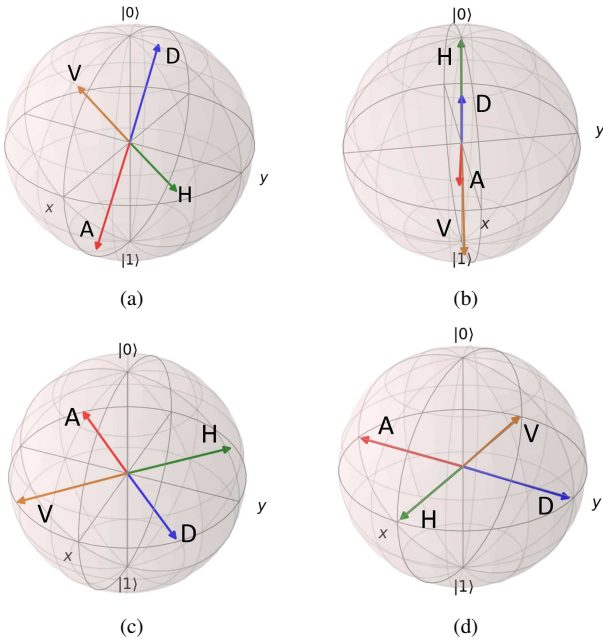 |0⟩
V
D
H
A
x
y
|1⟩
(a)
|0⟩
H
D
A
V
x
y
|1⟩
(b)
|0⟩
A
H
V
D
x
y
|1⟩
(c)
|0⟩
A
V
H
D
x
y
|1⟩
(d)